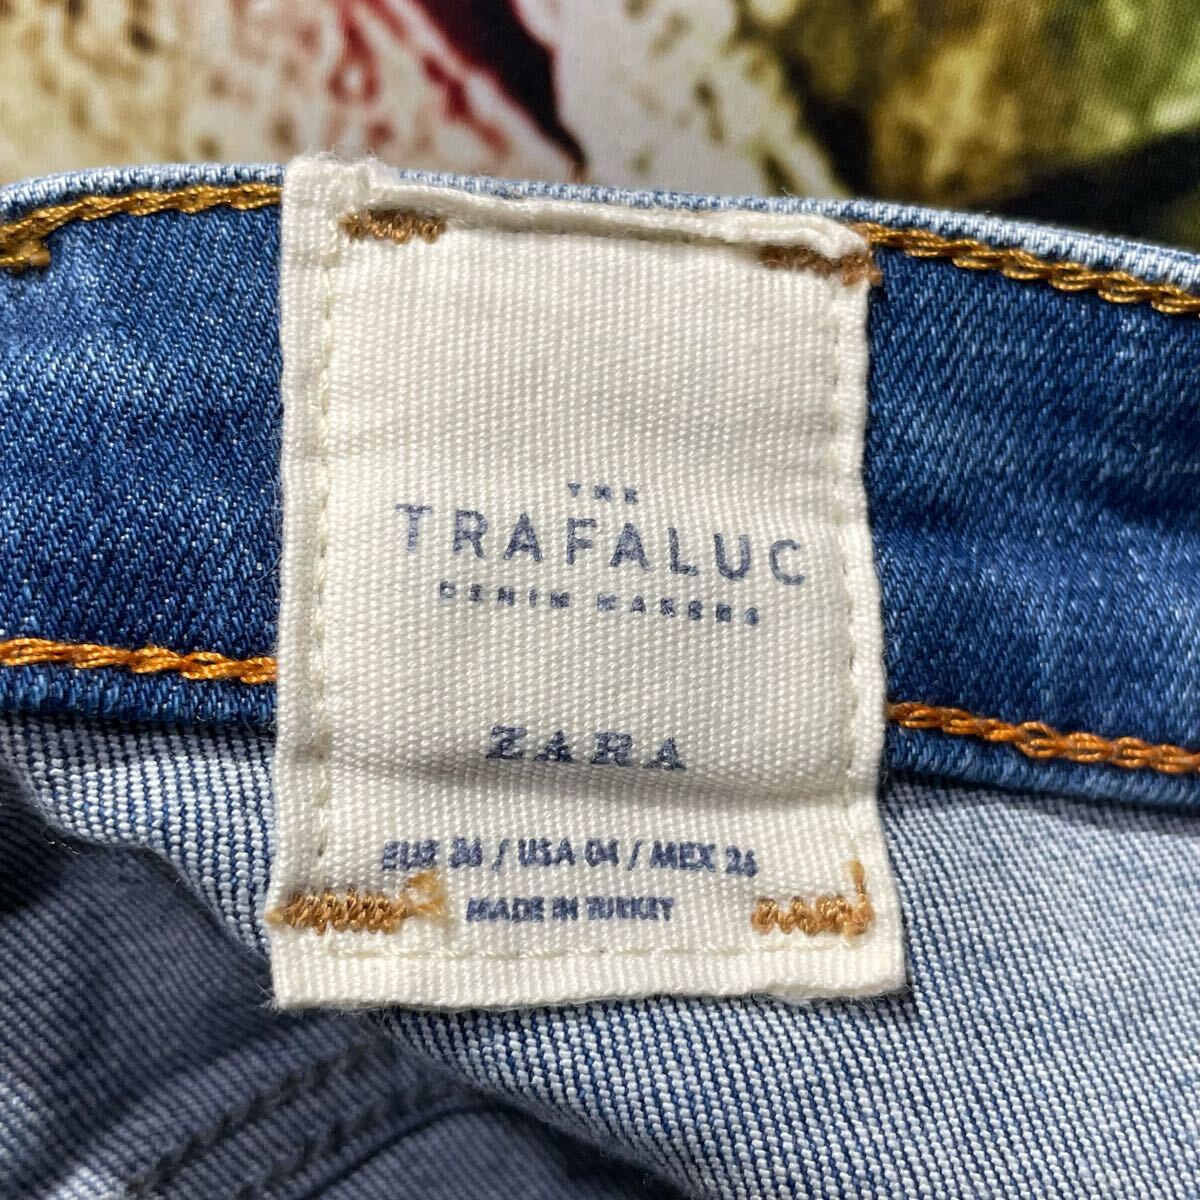 THE
TRAFALUC
DENIM MAKERS
ZARA
EUR 36 / USA 04 / MEX 26
MADE IN TURKEY